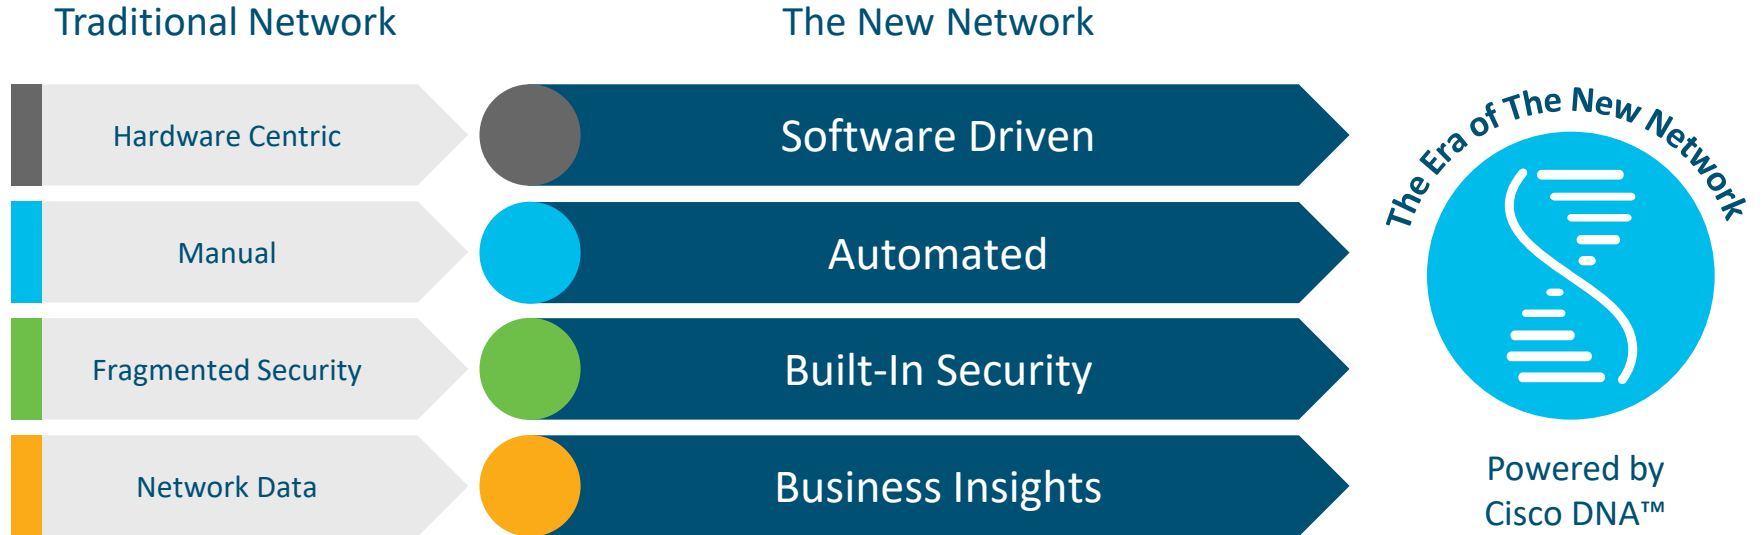 Traditional Network
The New Network
Hardware Centric
Software Driven
Manual
Automated
Fragmented Security
Built-In Security
Network Data
Business Insights
The Era of The New Network
Powered by
Cisco DNA™